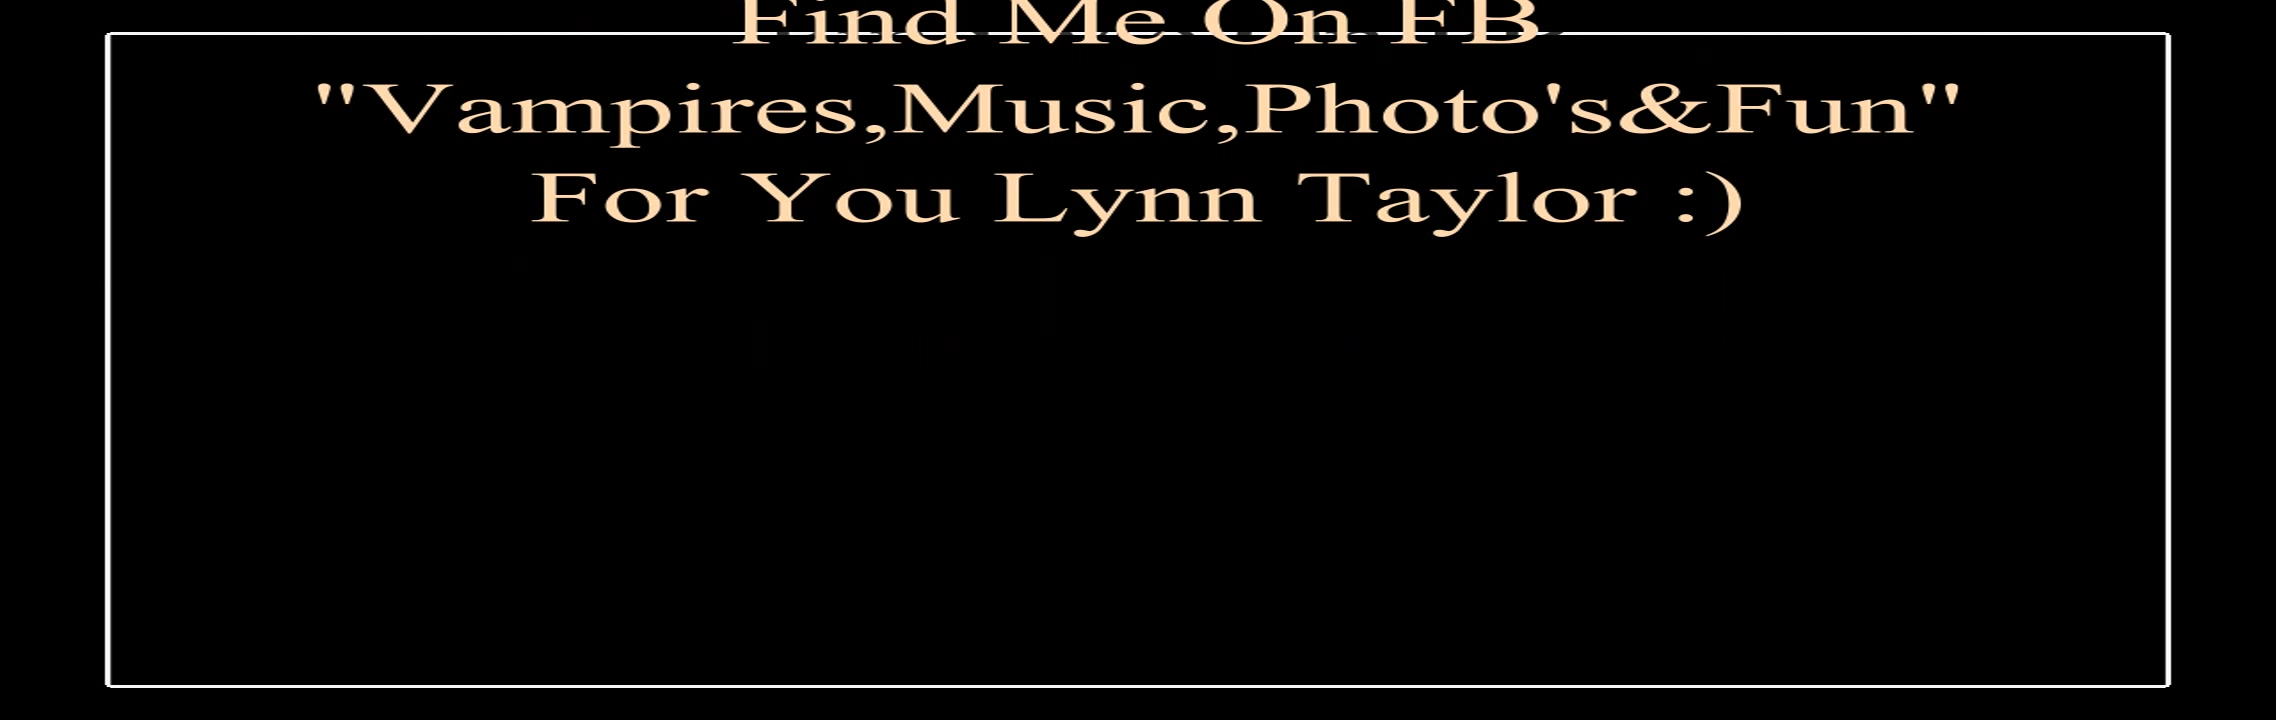 Find Me On FB
"Vampires,Music,Photo's&Fun"
For You Lynn Taylor :)